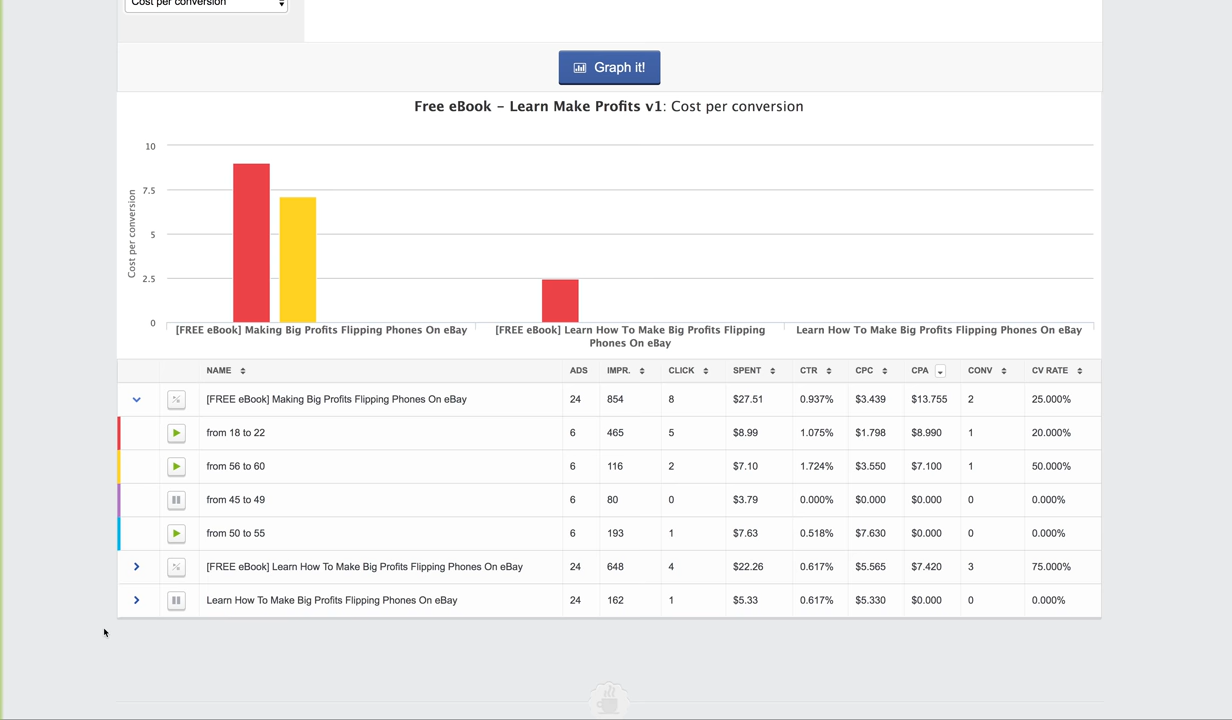 Cost per conversion
Graph it!
Free eBook – Learn Make Profits v1: Cost per conversion
Cost per conversion
10
7.5
5
2.5
0
[FREE eBook] Making Big Profits Flipping Phones On eBay
[FREE eBook] Learn How To Make Big Profits Flipping
Phones On eBay
Learn How To Make Big Profits Flipping Phones On eBay
NAME ADS IMPR. CLICK SPENT CTR CPC CPA CONV CV RATE
[FREE eBook] Making Big Profits Flipping Phones On eBay 24 854 8 $27.51 0.937% $3.439 $13.755 2 25.000%
from 18 to 22 6 465 5 $8.99 1.075% $1.798 $8.990 1 20.000%
from 56 to 60 6 116 2 $7.10 1.724% $3.550 $7.100 1 50.000%
from 45 to 49 6 80 0 $3.79 0.000% $0.000 $0.000 0 0.000%
from 50 to 55 6 193 1 $7.63 0.518% $7.630 $0.000 0 0.000%
[FREE eBook] Learn How To Make Big Profits Flipping Phones On eBay 24 648 4 $22.26 0.617% $5.565 $7.420 3 75.000%
Learn How To Make Big Profits Flipping Phones On eBay 24 162 1 $5.33 0.617% $5.330 $0.000 0 0.000%